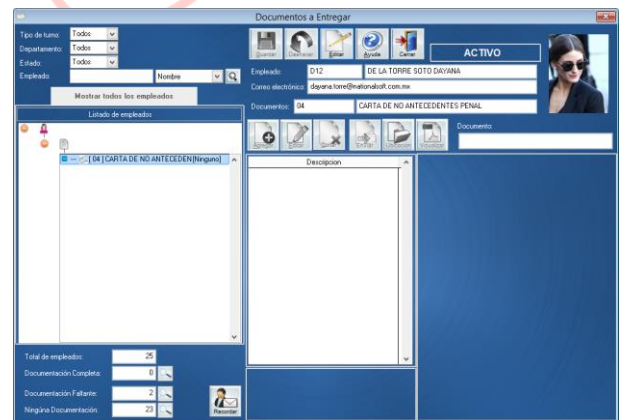 Documentos a Entregar
Tipo de turno: Todos
Departamento: Todos
Estado: Todos
Empleado: Nombre
Mostrar todos los empleados
Listado de empleados
[ 04 ] CARTA DE NO ANTECEDEN[Ninguno]
Total de empleados: 25
Documentación Completa: 0
Documentación Faltante: 2
Ningúna Documentación: 23
Recordar
Guardar Deshacer Editar Ayuda Cerrar
ACTIVO
Empleado: D12 DE LA TORRE SOTO DAYANA
Correo electrónico: dayana.torre@nationalsoft.com.mx
Documentos: 04 CARTA DE NO ANTECEDENTES PENAL
Agregar Editar Ubicación Visualizar
Documento:
Descripcion